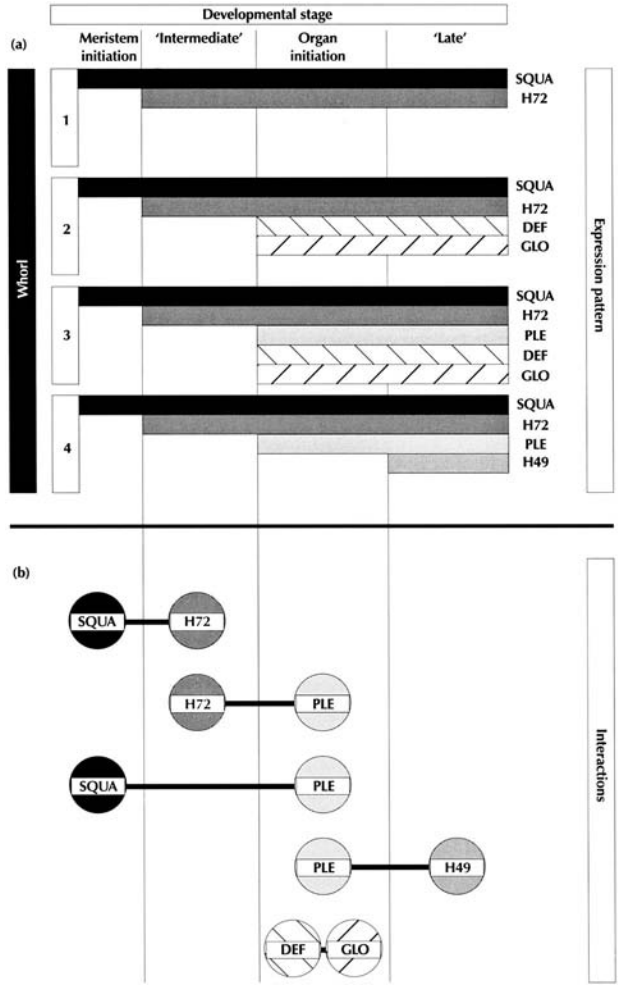 Developmental stage
(a)
Meristem initiation
'Intermediate'
Organ initiation
'Late'
Whorl
Expression pattern
1
SQUA
H72
2
SQUA
H72
DEF
GLO
3
SQUA
H72
PLE
DEF
GLO
4
SQUA
H72
PLE
H49
(b)
Interactions
SQUA H72
H72 PLE
SQUA PLE
PLE H49
DEF GLO